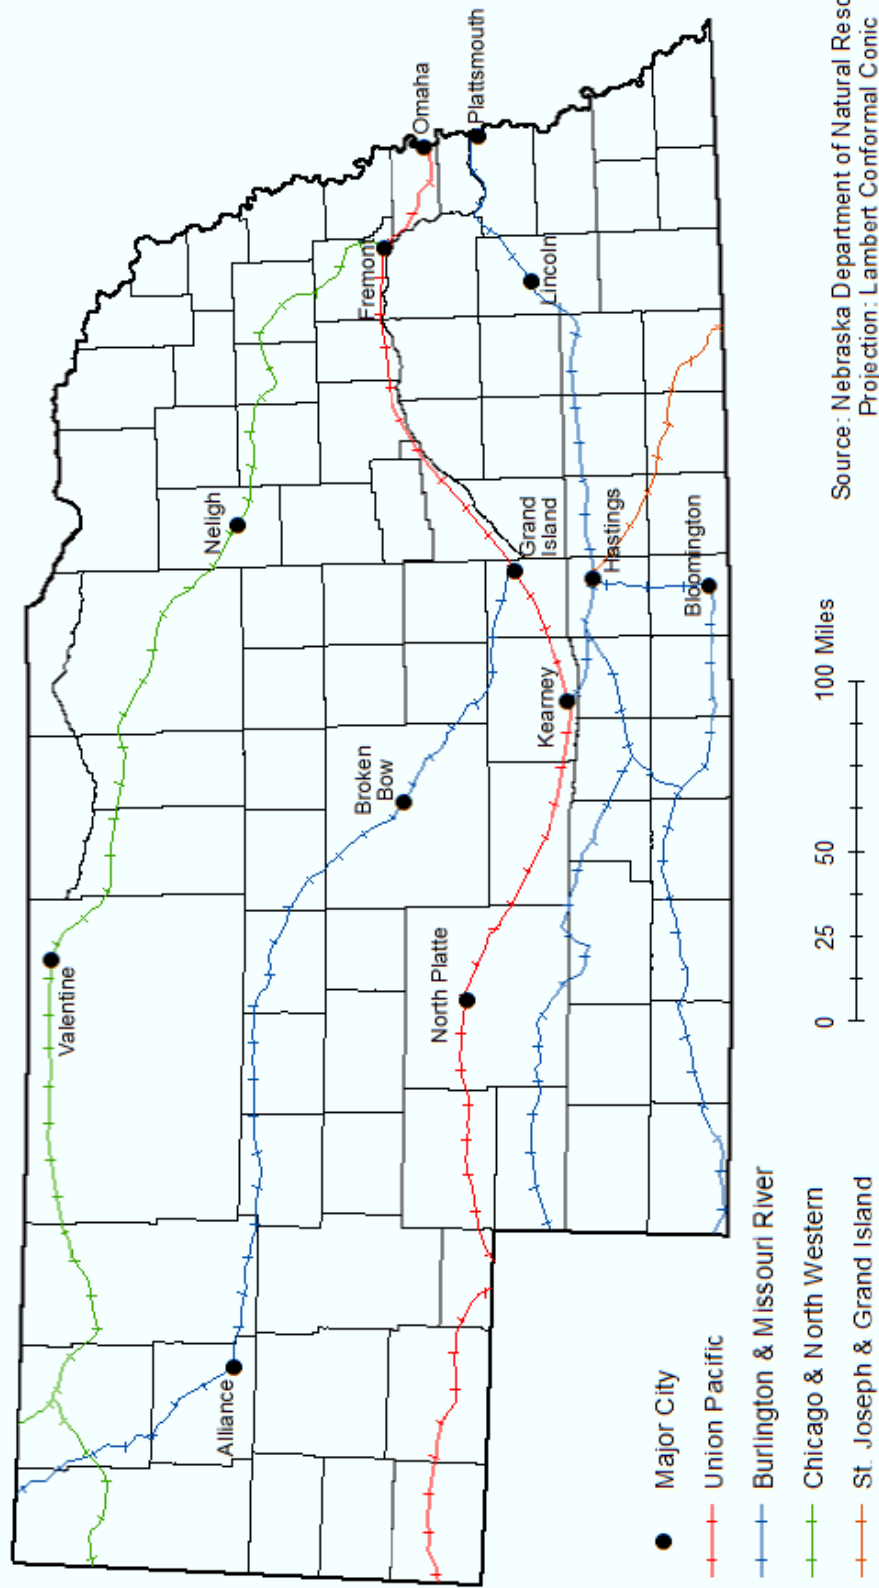 Valentine
Neligh
Alliance
Broken
Bow
Fremont
Omaha
Plattsmouth
North Platte
Grand
Island
Lincoln
Kearney
Hastings
Bloomington
Major City
Union Pacific
Burlington & Missouri River
Chicago & North Western
St. Joseph & Grand Island
0 25 50 100 Miles
Source: Nebraska Department of Natural
Projection: Lambert Conformal Conic